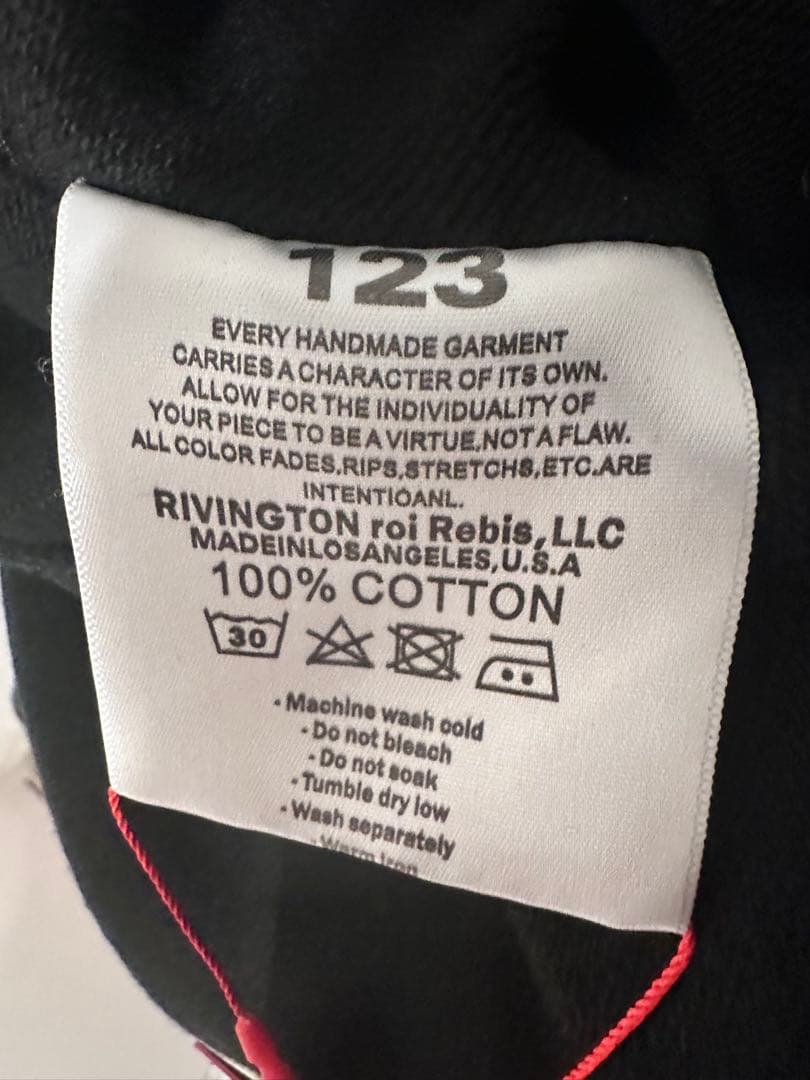 123
EVERY HANDMADE GARMENT
CARRIES A CHARACTER OF ITS OWN.
ALLOW FOR THE INDIVIDUALITY OF
YOUR PIECE TO BE A VIRTUE,NOT A FLAW.
ALL COLOR FADES,RIPS,STRETCHS,ETC.ARE
INTENTIOANL.
RIVINGTON roi Rebis,LLC
MADEINLOSANGELES,U.S.A
100% COTTON
30
•Machine wash cold
•Do not bleach
•Do not soak
•Tumble dry low
•Wash separately
•Warm Iron